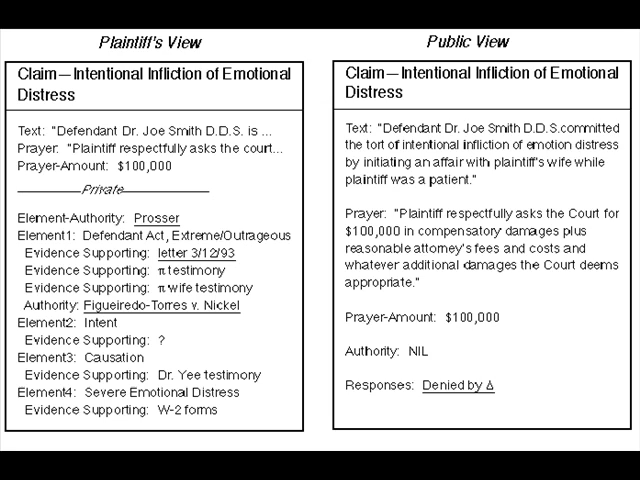 Plaintiff's View
Claim—Intentional Infliction of Emotional
Distress
Text: "Defendant Dr. Joe Smith D.D.S. is ...
Prayer: "Plaintiff respectfully asks the court...
Prayer-Amount: $100,000
Private
Element-Authority: Prosser
Element1: Defendant Act, Extreme/Outrageous
Evidence Supporting: letter 3/12/93
Evidence Supporting: π testimony
Evidence Supporting: π wife testimony
Authority: Figueiredo-Torres v. Nickel
Element2: Intent
Evidence Supporting: ?
Element3: Causation
Evidence Supporting: Dr. Yee testimony
Element4: Severe Emotional Distress
Evidence Supporting: W-2 forms
Public View
Claim—Intentional Infliction of Emotional
Distress
Text: "Defendant Dr. Joe Smith D.D.S.committed
the tort of intentional infliction of emotion distress
by initiating an affair with plaintiff's wife while
plaintiff was a patient."
Prayer: "Plaintiff respectfully asks the Court for
$100,000 in compensatory damages plus
reasonable attorney's fees and costs and
whatever additional damages the Court deems
appropriate."
Prayer-Amount: $100,000
Authority: NIL
Responses: Denied by Δ